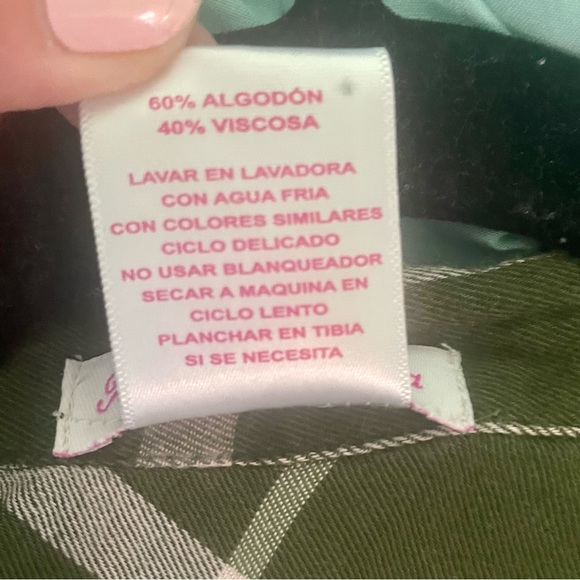 60% ALGODÓN
40% VISCOSA
LAVAR EN LAVADORA
CON AGUA FRIA
CON COLORES SIMILARES
CICLO DELICADO
NO USAR BLANQUEADOR
SECAR A MAQUINA EN
CICLO LENTO
PLANCHAR EN TIBIA
SI SE NECESITA